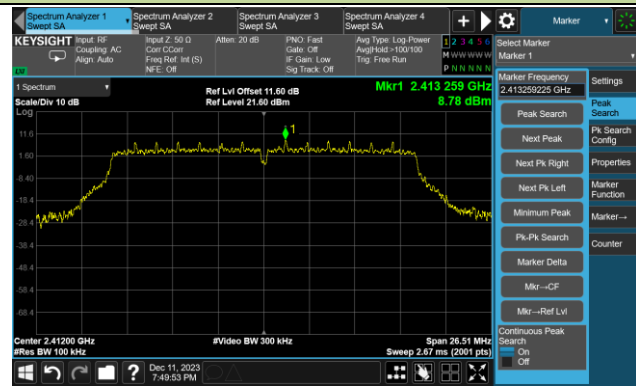 Spectrum Analyzer 1
Swept SA
Spectrum Analyzer 2
Swept SA
Spectrum Analyzer 3
Swept SA
Spectrum Analyzer 4
Swept SA
Marker
KEYSIGHT
Input: RF
Coupling: AC
Align: Auto
Input Z: 50 Ω
Corr CCorr
Freq Ref: Int (S)
NFE: Off
Atten: 20 dB
PNO: Fast
Gate: Off
IF Gain: Low
Sig Track: Off
Avg Type: Log-Power
Avg|Hold:>100/100
Trig: Free Run
1 2 3 4 5 6
M W W W W W
P N N N N N
Select Marker
Marker 1
1 Spectrum
Scale/Div 10 dB
Log
Ref Lvl Offset 11.60 dB
Ref Level 21.60 dBm
Mkr1 2.413 259 GHz
8.78 dBm
11.6
1.60
-8.40
-18.4
-28.4
-38.4
-48.4
-58.4
-68.4
1
Center 2.41200 GHz
#Res BW 100 kHz
#Video BW 300 kHz
Span 26.51 MHz
Sweep 2.67 ms (2001 pts)
Marker Frequency
2.413259225 GHz
Peak Search
Next Peak
Next Pk Right
Next Pk Left
Minimum Peak
Pk-Pk Search
Marker Delta
Mkr→CF
Mkr→Ref Lvl
Continuous Peak
Search
On
Off
Settings
Peak
Search
Pk Search
Config
Properties
Marker
Function
Marker→
Counter
?
Dec 11, 2023
7:49:53 PM